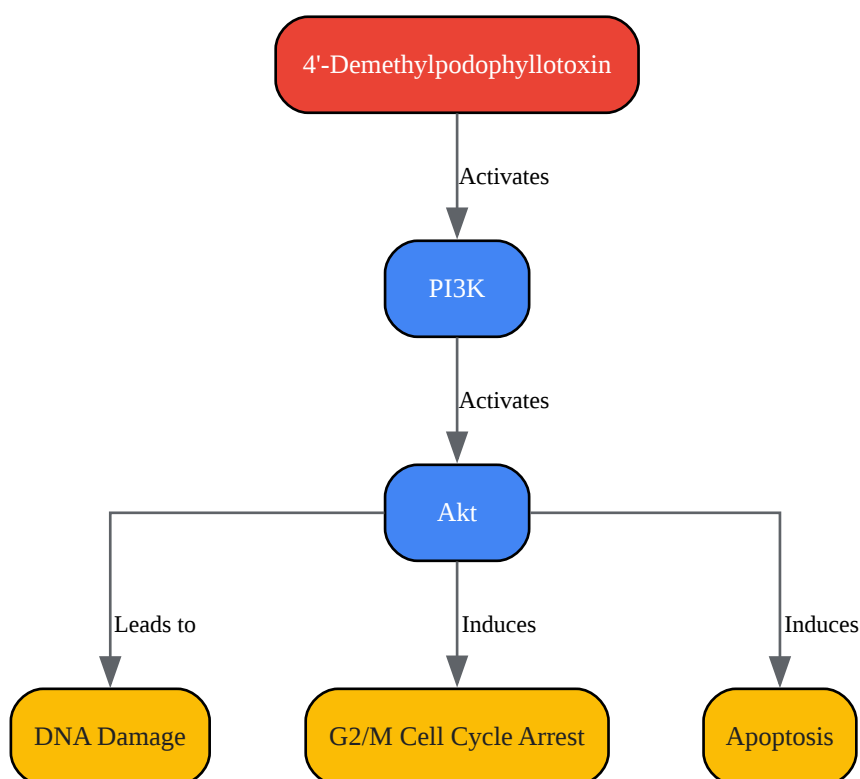 4'-Demethylpodophyllotoxin
Activates
PI3K
Activates
Akt
Leads to
Induces
Induces
DNA Damage
G2/M Cell Cycle Arrest
Apoptosis